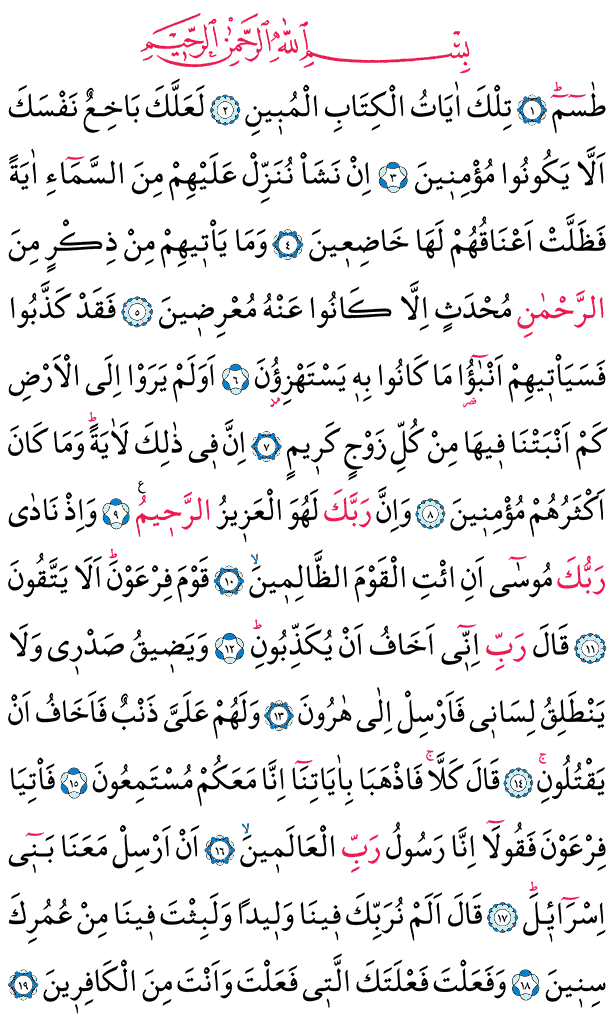 بِسْمِ اللّٰهِ الرَّحْمٰنِ الرَّحِيمِ
طٰسٓمٓ ۚ ﴿١﴾ تِلْكَ اٰيَاتُ الْكِتَابِ الْمُبٖينِ ﴿٢﴾ لَعَلَّكَ بَاخِعٌ نَفْسَكَ
اَلَّا يَكُونُوا مُؤْمِنٖينَ ﴿٣﴾ اِنْ نَشَاْ نُنَزِّلْ عَلَيْهِمْ مِنَ السَّمَٓاءِ اٰيَةً
فَظَلَّتْ اَعْنَاقُهُمْ لَهَا خَاضِعٖينَ ﴿٤﴾ وَمَا يَأْتٖيهِمْ مِنْ ذِكْرٍ مِنَ
الرَّحْمٰنِ مُحْدَثٍ اِلَّا كَانُوا عَنْهُ مُعْرِضٖينَ ﴿٥﴾ فَقَدْ كَذَّبُوا
فَسَيَأْتٖيهِمْ اَنْبٰٓؤُ۬ا مَا كَانُوا بِهٖ يَسْتَهْزِؤُ۫نَ ﴿٦﴾ اَوَلَمْ يَرَوْا اِلَى الْاَرْضِ
كَمْ اَنْبَتْنَا فٖيهَا مِنْ كُلِّ زَوْجٍ كَرٖيمٍ ﴿٧﴾ اِنَّ فٖي ذٰلِكَ لَاٰيَةًؕ وَمَا كَانَ
اَكْثَرُهُمْ مُؤْمِنٖينَ ﴿٨﴾ وَاِنَّ رَبَّكَ لَهُوَ الْعَزٖيزُ الرَّحٖيمُ ﴿٩﴾ وَاِذْ نَادٰى
رَبُّكَ مُوسٰٓى اَنِ ائْتِ الْقَوْمَ الظَّالِمٖينَۙ ﴿١٠﴾ قَوْمَ فِرْعَوْنَؕ اَلَا يَتَّقُونَ
﴿١١﴾ قَالَ رَبِّ اِنّٖٓي اَخَافُ اَنْ يُكَذِّبُونِؕ ﴿١٢﴾ وَيَضٖيقُ صَدْرٖي وَلَا
يَنْطَلِقُ لِسَانٖي فَاَرْسِلْ اِلٰى هٰرُونَ ﴿١٣﴾ وَلَهُمْ عَلَيَّ ذَنْبٌ فَاَخَافُ اَنْ
يَقْتُلُونِۚ ﴿١٤﴾ قَالَ كَلَّاۚ فَاذْهَبَا بِاٰيَاتِنَٓا اِنَّا مَعَكُمْ مُسْتَمِعُونَ ﴿١٥﴾ فَأْتِيَا
فِرْعَوْنَ فَقُولَٓا اِنَّا رَسُولُ رَبِّ الْعَالَمٖينَۙ ﴿١٦﴾ اَنْ اَرْسِلْ مَعَنَا بَنٖٓي
اِسْرَٓائٖلَؕ ﴿١٧﴾ قَالَ اَلَمْ نُرَبِّكَ فٖينَا وَلٖيدًا وَلَبِثْتَ فٖينَا مِنْ عُمُرِكَ
سِنٖينَ ﴿١٨﴾ وَفَعَلْتَ فَعْلَتَكَ الَّتٖي فَعَلْتَ وَاَنْتَ مِنَ الْكَافِرٖينَ ﴿١٩﴾